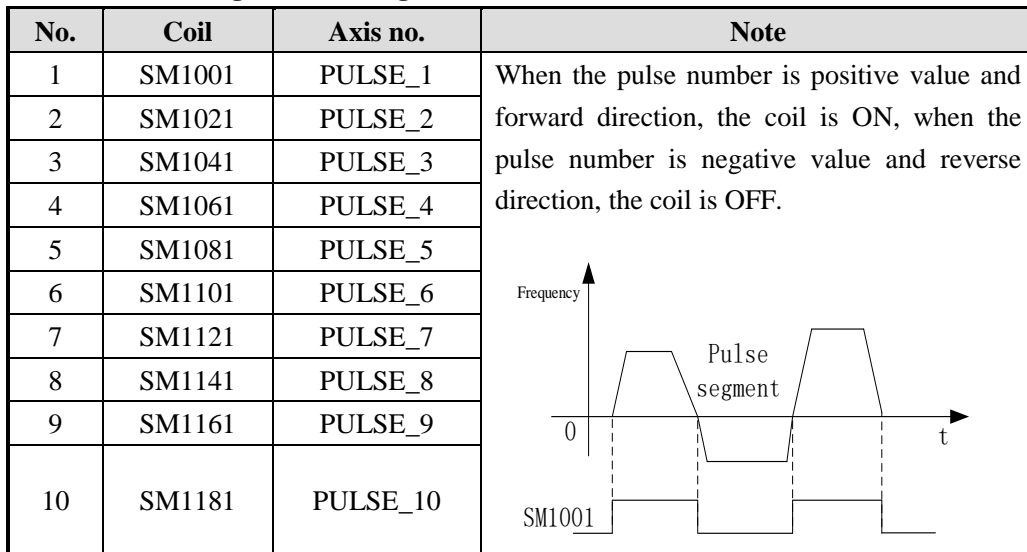 No. Coil Axis no. Note
1 SM1001 PULSE_1
2 SM1021 PULSE_2
3 SM1041 PULSE_3
4 SM1061 PULSE_4
5 SM1081 PULSE_5
6 SM1101 PULSE_6
7 SM1121 PULSE_7
8 SM1141 PULSE_8
9 SM1161 PULSE_9
10 SM1181 PULSE_10
When the pulse number is positive value and
forward direction, the coil is ON, when the
pulse number is negative value and reverse
direction, the coil is OFF.
Frequency
Pulse
segment
0
t
SM1001